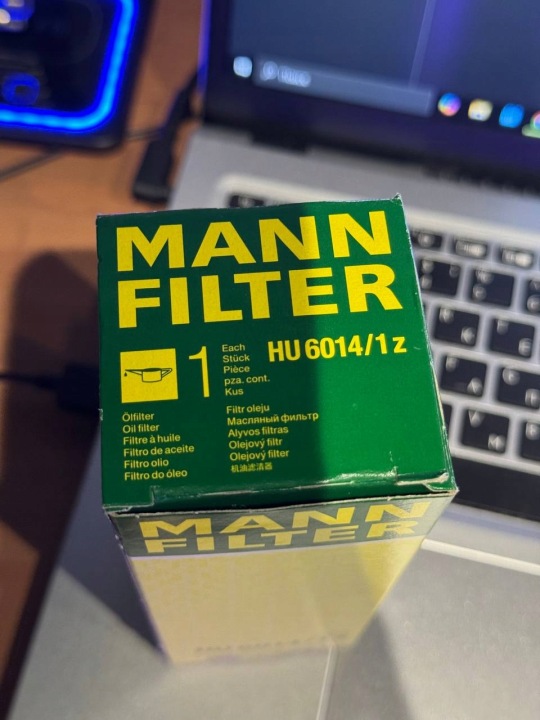 MANN
FILTER
1
Each
Stück
Pièce
pza. cont.
Kus
HU 6014/1 z
Ölfilter
Oil filter
Filtre à huile
Filtro de aceite
Filtro olio
Filtro do óleo
Filtr oleju
Масляный фильтр
Alyvos filtras
Olejový filtr
Olejový filter
机油滤清器
MANN
FILTER